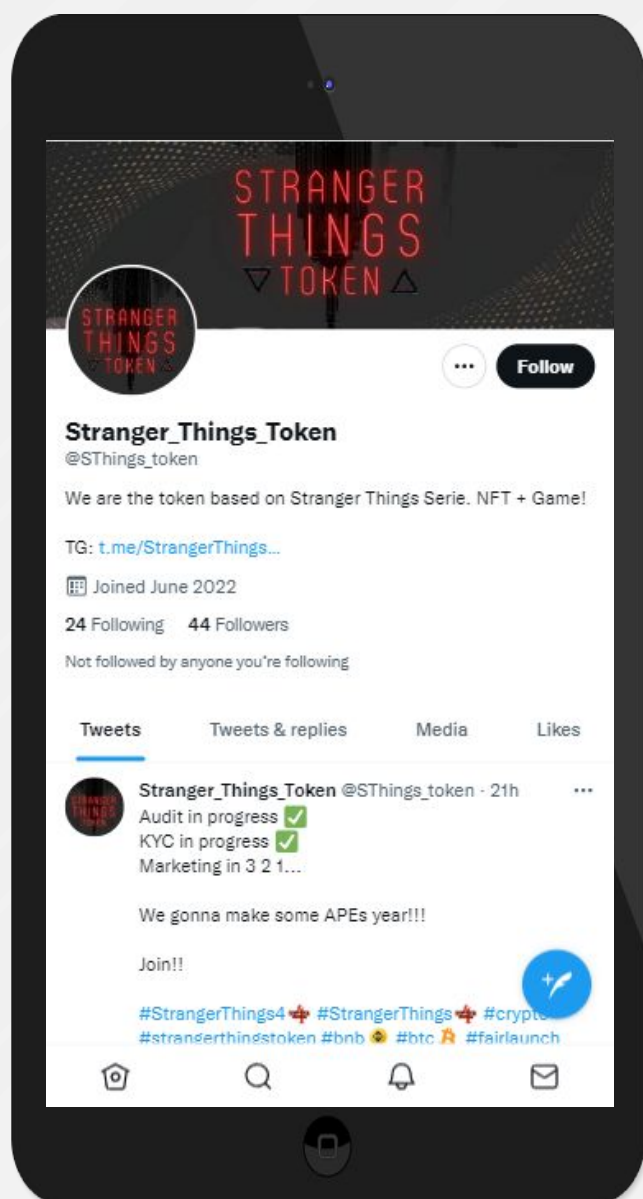 STRANGER
THINGS
TOKEN
STRANGER
THINGS
TOKEN
Follow
Stranger_Things_Token
@SThings_token
We are the token based on Stranger Things Serie. NFT + Game!
TG: t.me/StrangerThings...
Joined June 2022
24 Following 44 Followers
Not followed by anyone you're following
Tweets Tweets & replies Media Likes
Stranger_Things_Token @SThings_token · 21h
Audit in progress ✅
KYC in progress ✅
Marketing in 3 2 1...
We gonna make some APEs year!!!
Join!!
#StrangerThings4 #StrangerThings
#strangerthingstoken #bnb #btc #fairlaunch